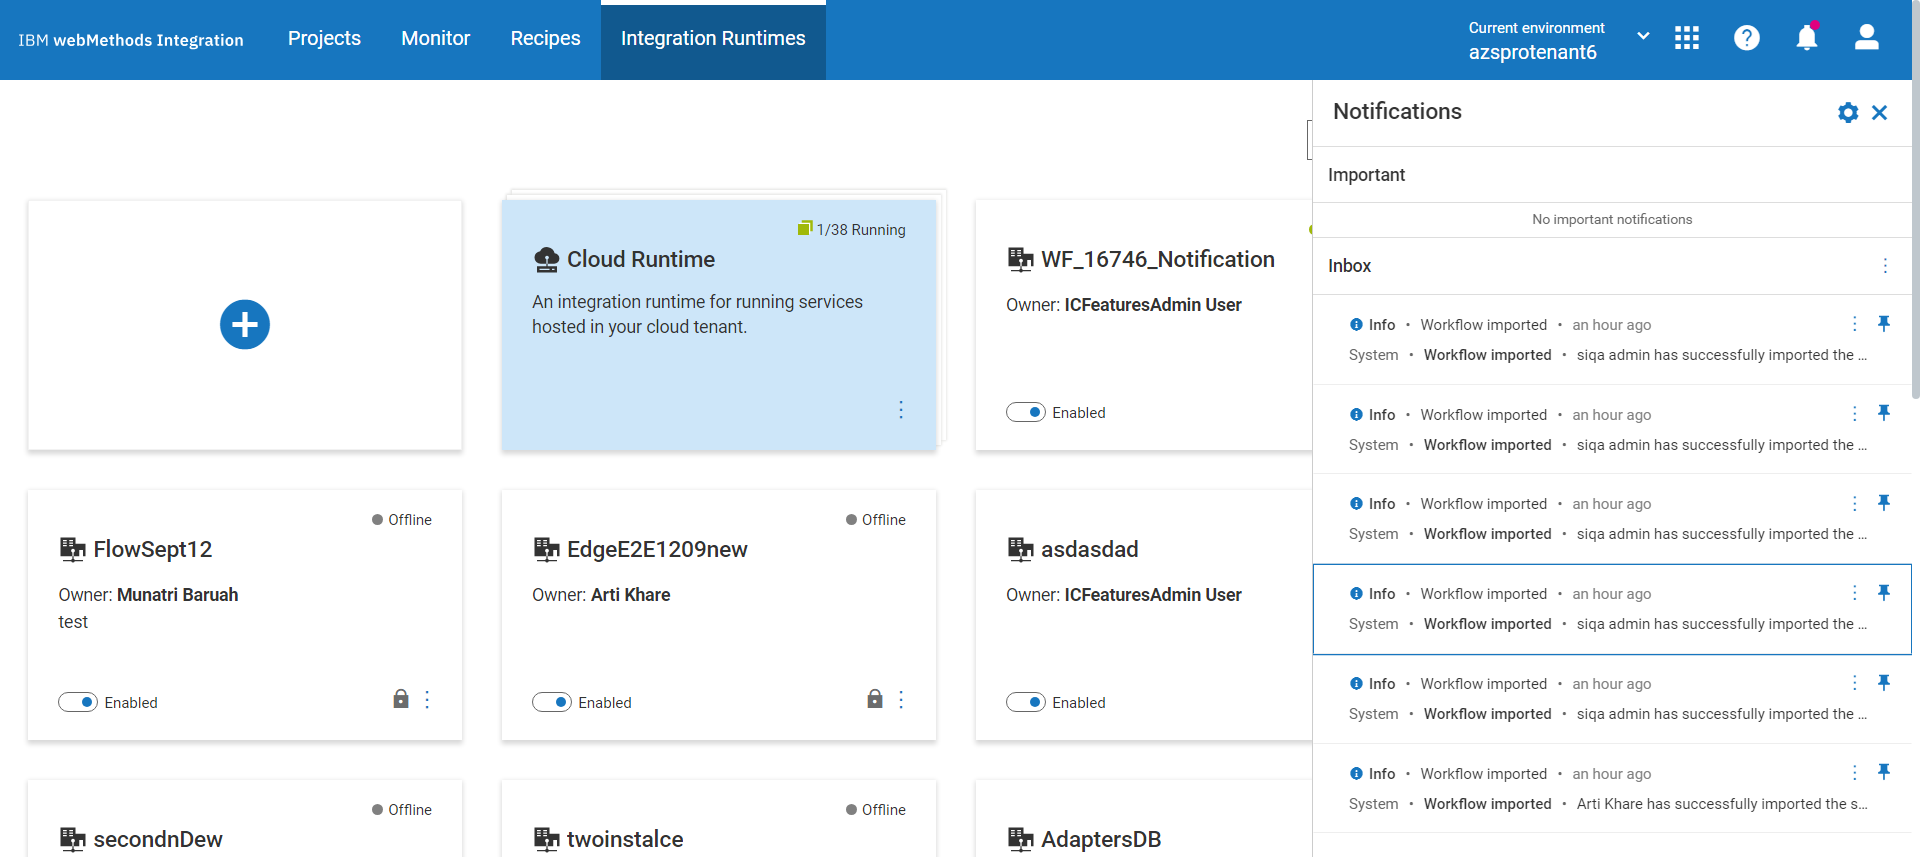 IBM webMethods Integration
Projects
Monitor
Recipes
Integration Runtimes
Current environment
azsprotenant6
1/38 Running
Cloud Runtime
An integration runtime for running services
hosted in your cloud tenant.
WF_16746_Notification
Owner: ICFeaturesAdmin User
Enabled
Offline
FlowSept12
Owner: Munatri Baruah
test
Enabled
Offline
EdgeE2E1209new
Owner: Arti Khare
Enabled
asdasdad
Owner: ICFeaturesAdmin User
Enabled
Offline
secondnDew
Offline
twoinstalce
AdaptersDB
Notifications
Important
No important notifications
Inbox
Info • Workflow imported • an hour ago
System • Workflow imported • siqa admin has successfully imported the ...
Info • Workflow imported • an hour ago
System • Workflow imported • siqa admin has successfully imported the ...
Info • Workflow imported • an hour ago
System • Workflow imported • siqa admin has successfully imported the ...
Info • Workflow imported • an hour ago
System • Workflow imported • siqa admin has successfully imported the ...
Info • Workflow imported • an hour ago
System • Workflow imported • siqa admin has successfully imported the ...
Info • Workflow imported • an hour ago
System • Workflow imported • Arti Khare has successfully imported the s...